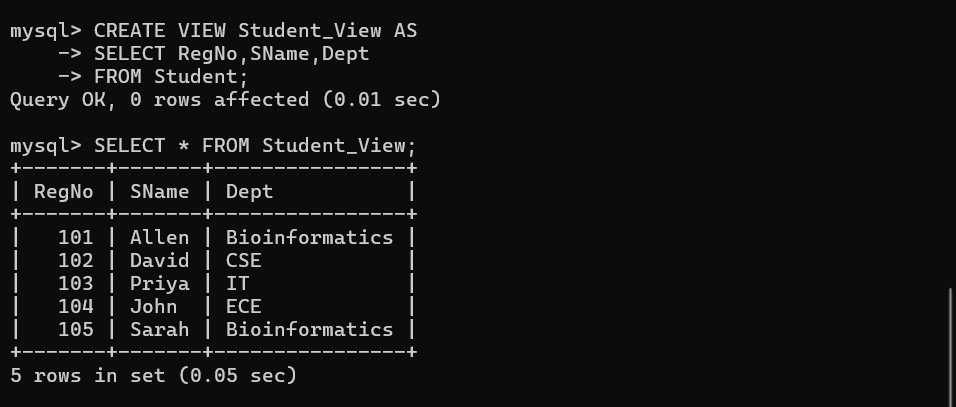 mysql> CREATE VIEW Student_View AS
    -> SELECT RegNo,SName,Dept
    -> FROM Student;
Query OK, 0 rows affected (0.01 sec)

mysql> SELECT * FROM Student_View;
+-------+-------+----------------+
| RegNo | SName | Dept           |
+-------+-------+----------------+
|   101 | Allen | Bioinformatics |
|   102 | David | CSE            |
|   103 | Priya | IT             |
|   104 | John  | ECE            |
|   105 | Sarah | Bioinformatics |
+-------+-------+----------------+
5 rows in set (0.05 sec)